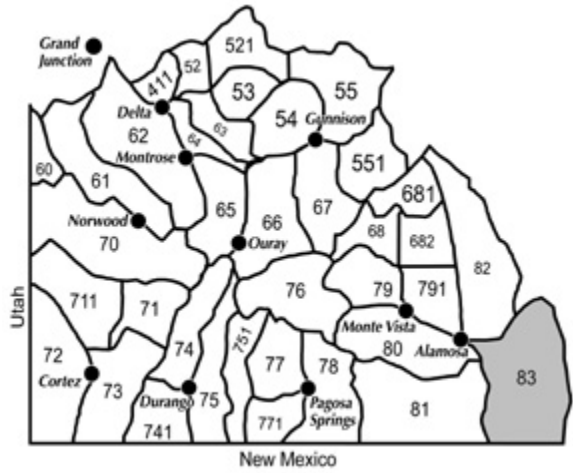 Grand
Junction
521
52
411
53
55
Delta
54
Gunnison
62
64
63
Montrose
551
60
61
681
65
66
67
Norwood
68
682
70
Ouray
82
711
71
76
79
791
Utah
72
74
751
Monte Vista
77
78
80
Alamosa
Cortez
73
83
Durango
75
Pagosa
Springs
81
741
771
New Mexico